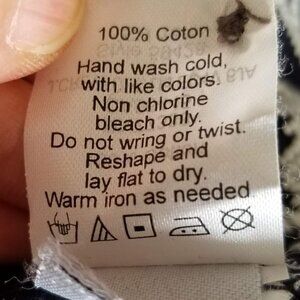 100% Coton
Hand wash cold,
with like colors.
Non chlorine
bleach only.
Do not wring or twist.
Reshape and
lay flat to dry.
Warm iron as needed